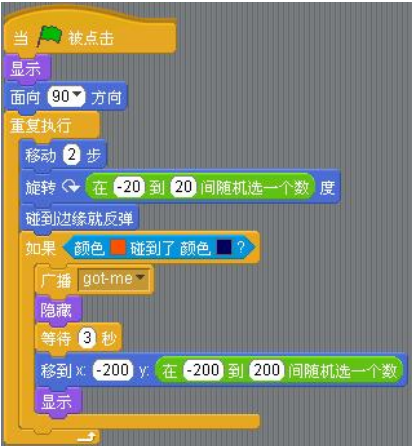 当 被点击
显示
面向 90 方向
重复执行
移动 2 步
旋转 在 -20 到 20 间随机选一个数 度
碰到边缘就反弹
如果 颜色 碰到了 颜色 ?
广播 got-me
隐藏
等待 3 秒
移到 x: -200 y: 在 -200 到 200 间随机选一个数
显示